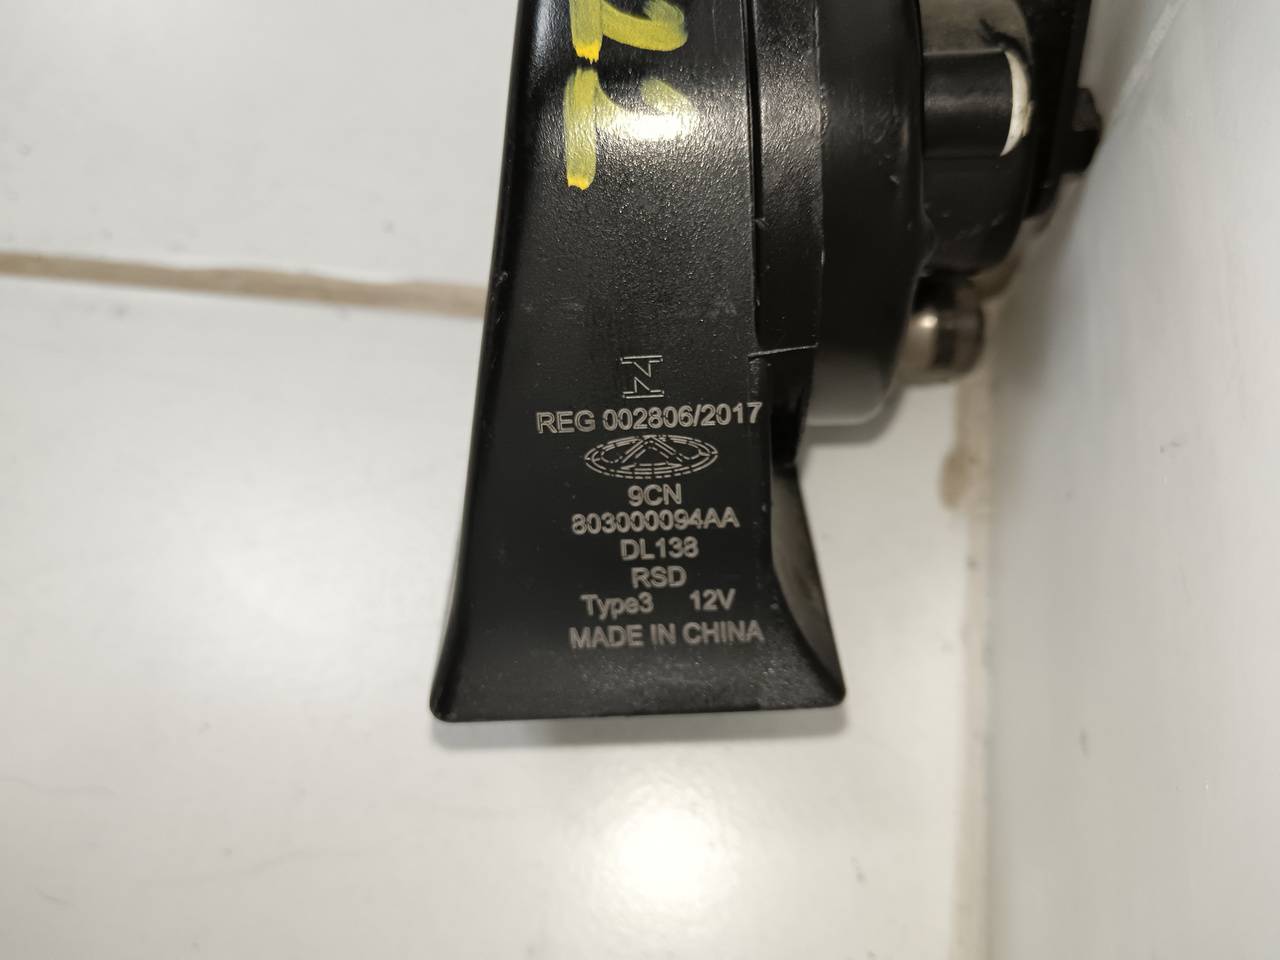 REG 002806/2017
9CN
803000094AA
DL138
RSD
Type3 12V
MADE IN CHINA